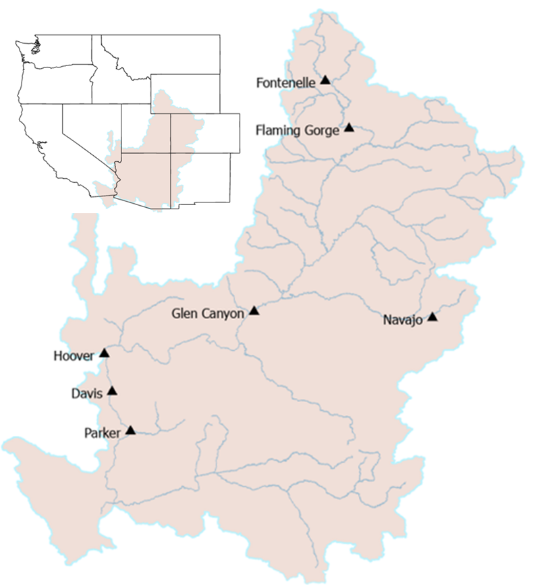 Fontenelle
Flaming Gorge
Glen Canyon
Navajo
Hoover
Davis
Parker